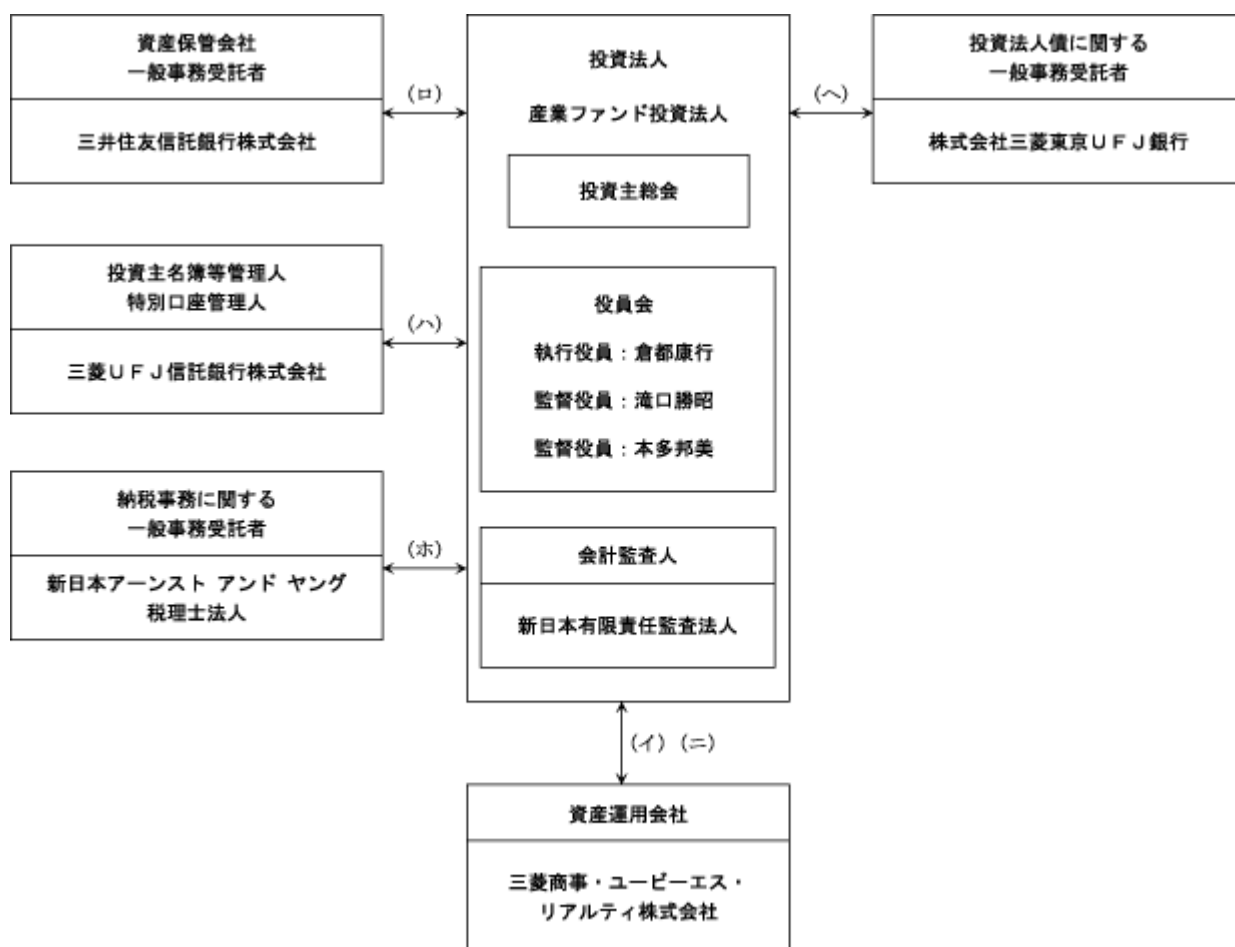 資産保管会社
一般事務受託者
三井住友信託銀行株式会社
(ロ)
投資主名簿等管理人
特別口座管理人
三菱UFJ信託銀行株式会社
(ハ)
納税事務に関する
一般事務受託者
新日本アーンスト アンド ヤング
税理士法人
(ホ)
投資法人
産業ファンド投資法人
投資主総会
役員会
執行役員:倉都康行
監督役員:滝口勝昭
監督役員:本多邦美
会計監査人
新日本有限責任監査法人
(ヘ)
投資法人債に関する
一般事務受託者
株式会社三菱東京UFJ銀行
(イ) (ニ)
資産運用会社
三菱商事・ユービーエス・
リアルティ株式会社